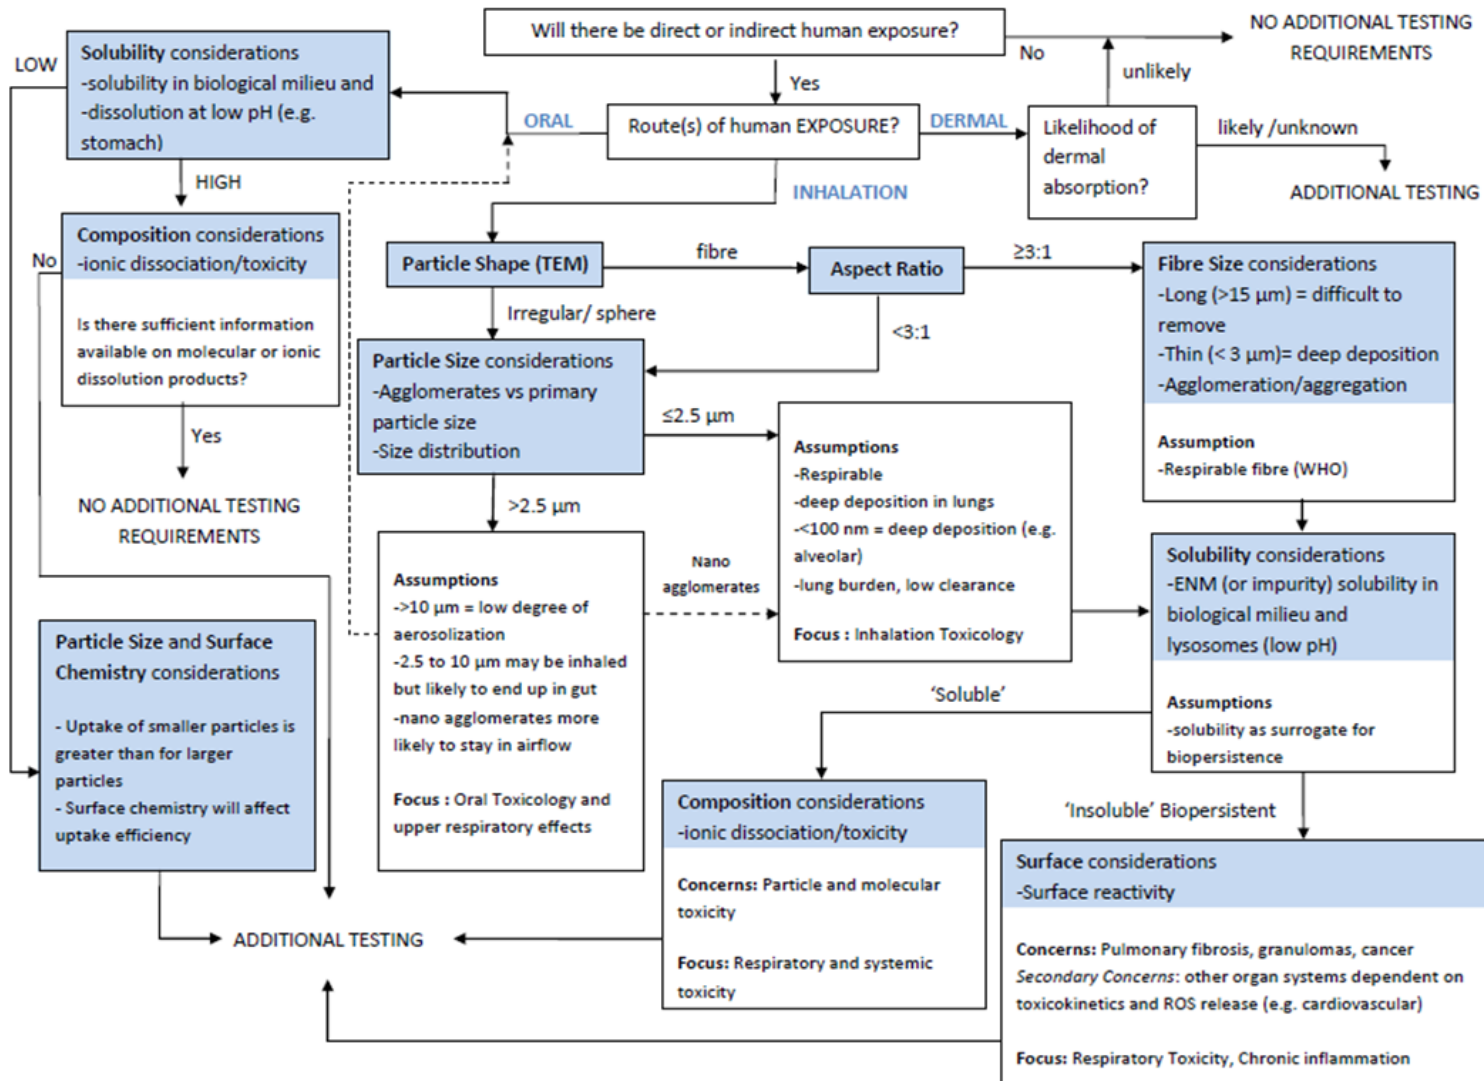 Will there be direct or indirect human exposure?
No
NO ADDITIONAL TESTING
REQUIREMENTS
unlikely
Yes
LOW
Solubility considerations
-solubility in biological milieu and
-dissolution at low pH (e.g.
stomach)
ORAL
Route(s) of human EXPOSURE?
DERMAL
Likelihood of
dermal
absorption?
likely /unknown
ADDITIONAL TESTING
HIGH
INHALATION
No
Composition considerations
-ionic dissociation/toxicity
Is there sufficient information
available on molecular or ionic
dissolution products?
Yes
NO ADDITIONAL TESTING
REQUIREMENTS
Particle Shape (TEM)
fibre
Aspect Ratio
≥3:1
Fibre Size considerations
-Long (>15 µm) = difficult to
remove
-Thin (< 3 µm)= deep deposition
-Agglomeration/aggregation
Assumption
-Respirable fibre (WHO)
Irregular/ sphere
<3:1
Particle Size considerations
-Agglomerates vs primary
particle size
-Size distribution
≤2.5 µm
>2.5 µm
Assumptions
-Respirable
-deep deposition in lungs
-<100 nm = deep deposition (e.g.
alveolar)
-lung burden, low clearance
Focus : Inhalation Toxicology
Nano
agglomerates
Assumptions
->10 µm = low degree of
aerosolization
-2.5 to 10 µm may be inhaled
but likely to end up in gut
-nano agglomerates more
likely to stay in airflow
Focus : Oral Toxicology and
upper respiratory effects
Solubility considerations
-ENM (or impurity) solubility in
biological milieu and
lysosomes (low pH)
Assumptions
-solubility as surrogate for
biopersistence
'Soluble'
'Insoluble' Biopersistent
Particle Size and Surface
Chemistry considerations
- Uptake of smaller particles is
greater than for larger
particles
- Surface chemistry will affect
uptake efficiency
Composition considerations
-ionic dissociation/toxicity
Concerns: Particle and molecular
toxicity
Focus: Respiratory and systemic
toxicity
ADDITIONAL TESTING
Surface considerations
-Surface reactivity
Concerns: Pulmonary fibrosis, granulomas, cancer
Secondary Concerns: other organ systems dependent on
toxicokinetics and ROS release (e.g. cardiovascular)
Focus: Respiratory Toxicity, Chronic inflammation